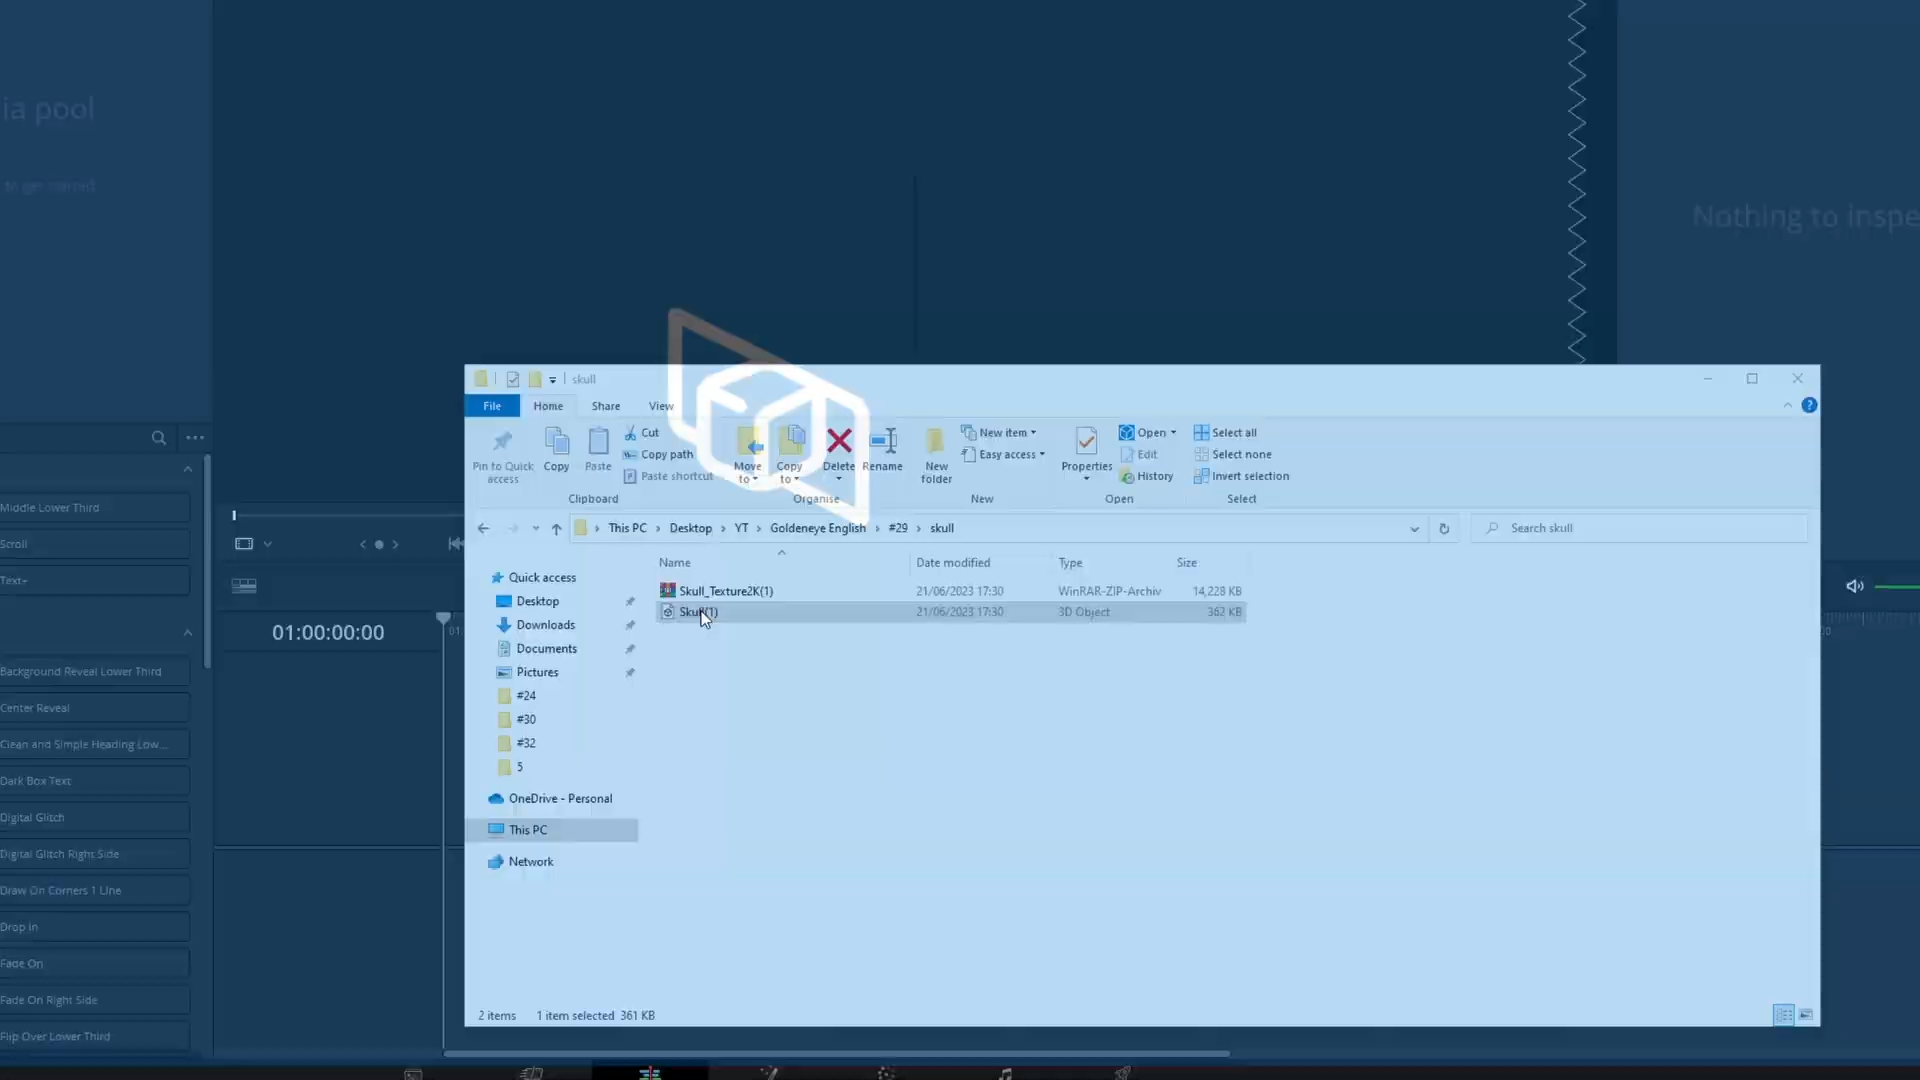 ia pool
to get started
Nothing to inspe
Middle Lower Third
Scroll
Text+
Background Reveal Lower Third
Center Reveal
Clean and Simple Heading Low...
Dark Box Text
Digital Glitch
Digital Glitch Right Side
Draw On Corners 1 Line
Drop In
Fade On
Fade On Right Side
Flip Over Lower Third
01:00:00:00
skull
File
Home
Share
View
Pin to Quick access
Copy
Paste
Cut
Copy path
Paste shortcut
Clipboard
Move to
Copy to
Delete
Rename
Organise
New folder
New item
Easy access
New
Properties
Open
Edit
History
Open
Select all
Select none
Invert selection
Select
This PC > Desktop > YT > Goldeneye English > #29 > skull
Search skull
Name
Date modified
Type
Size
Skull_Texture2K(1)
21/06/2023 17:30
WinRAR-ZIP-Archiv
14,228 KB
Skull(1)
21/06/2023 17:30
3D Object
362 KB
Quick access
Desktop
Downloads
Documents
Pictures
#24
#30
#32
5
OneDrive - Personal
This PC
Network
2 items
1 item selected 361 KB